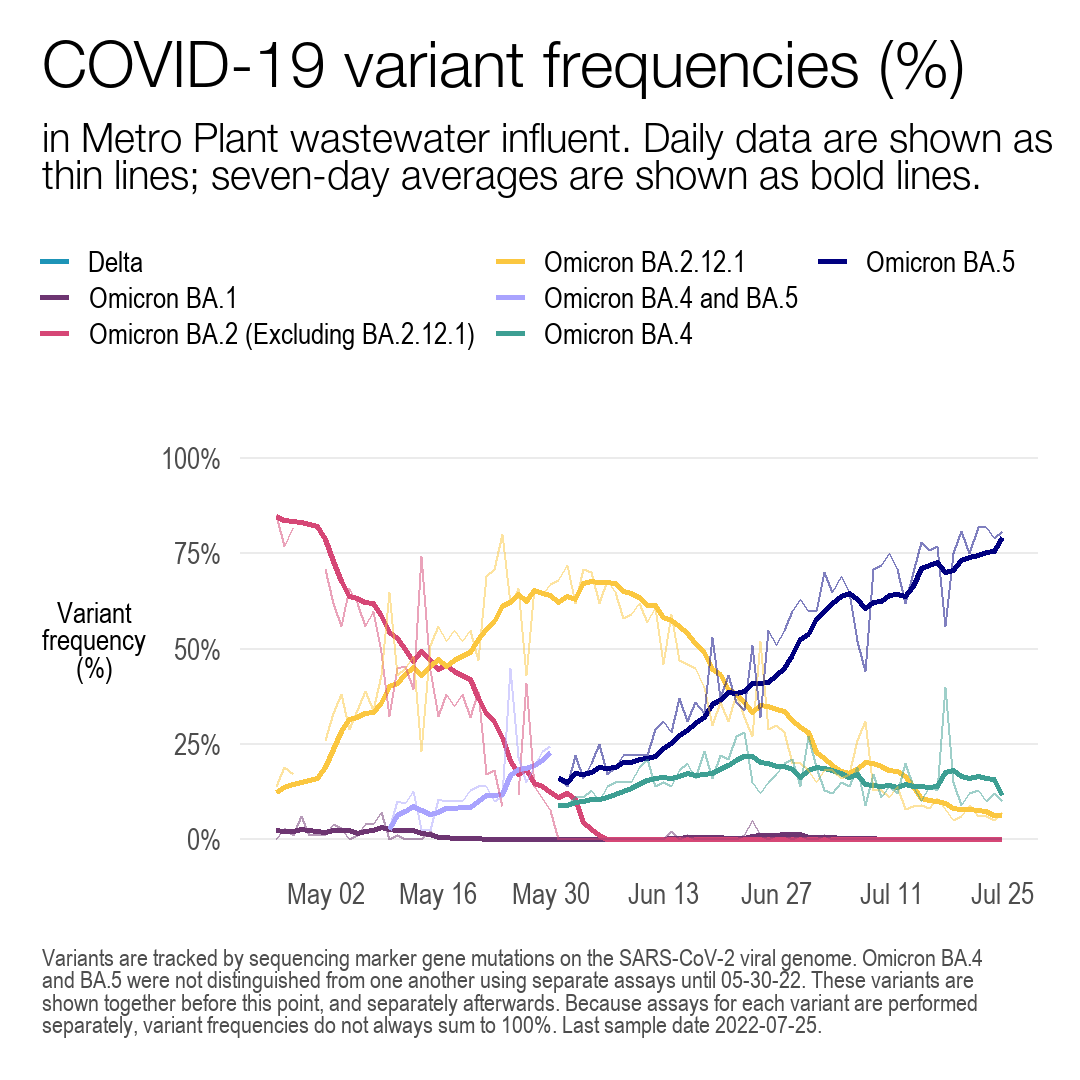 COVID-19 variant frequencies (%)
in Metro Plant wastewater influent. Daily data are shown as
thin lines; seven-day averages are shown as bold lines.
Delta
Omicron BA.1
Omicron BA.2 (Excluding BA.2.12.1)
Omicron BA.2.12.1
Omicron BA.4 and BA.5
Omicron BA.4
Omicron BA.5
Variant
frequency
(%)
100%
75%
50%
25%
0%
May 02
May 16
May 30
Jun 13
Jun 27
Jul 11
Jul 25
Variants are tracked by sequencing marker gene mutations on the SARS-CoV-2 viral genome. Omicron BA.4
and BA.5 were not distinguished from one another using separate assays until 05-30-22. These variants are
shown together before this point, and separately afterwards. Because assays for each variant are performed
separately, variant frequencies do not always sum to 100%. Last sample date 2022-07-25.